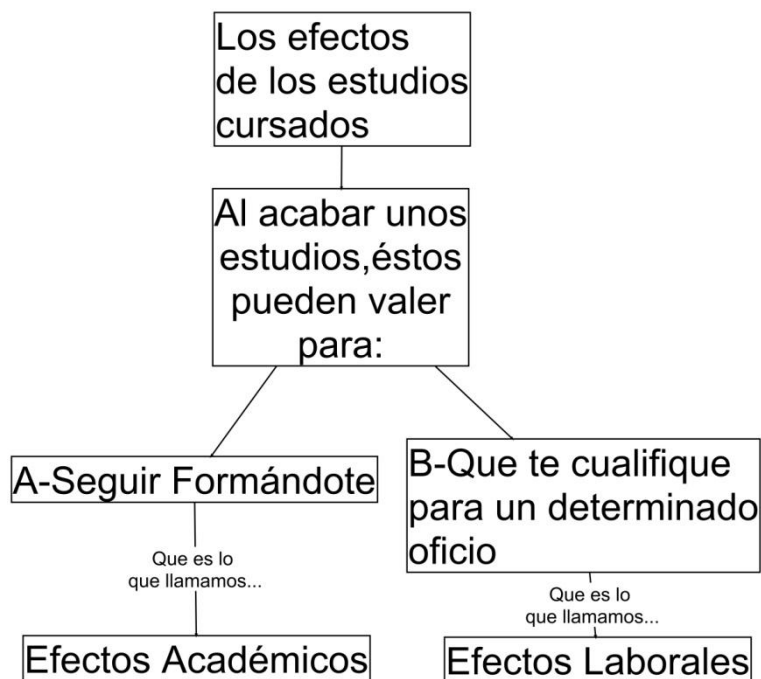 Los efectos
de los estudios
cursados
Al acabar unos
estudios,éstos
pueden valer
para:
A-Seguir Formándote
B-Que te cualifique
para un determinado
oficio
Que es lo
que llamamos...
Que es lo
que llamamos...
Efectos Académicos
Efectos Laborales